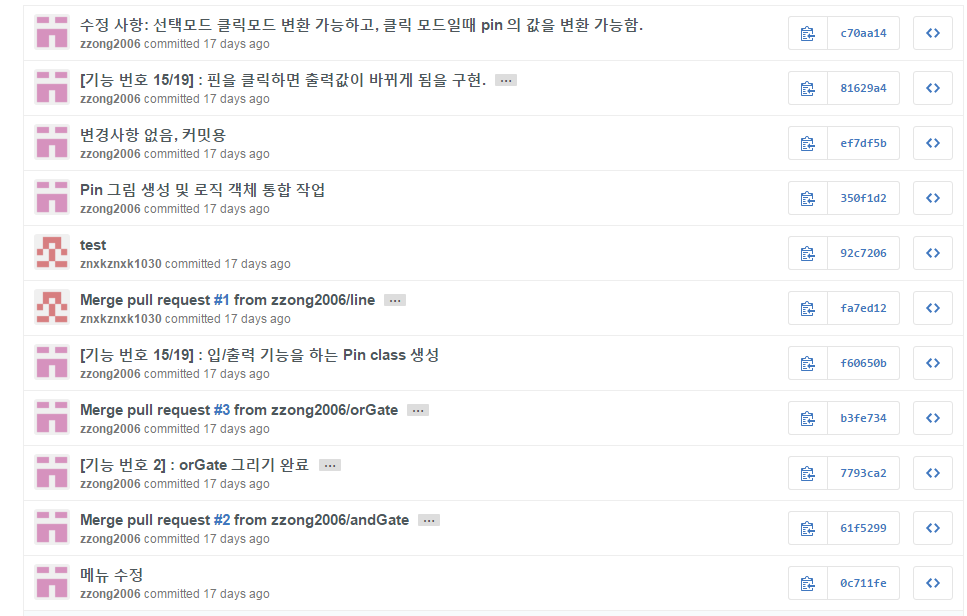 수정 사항: 선택모드 클릭모드 변환 가능하고, 클릭 모드일때 pin 의 값을 변환 가능함.
zzong2006 committed 17 days ago
c70aa14
[기능 번호 15/19] : 핀을 클릭하면 출력값이 바뀌게 됨을 구현. ...
zzong2006 committed 17 days ago
81629a4
변경사항 없음, 커밋용
zzong2006 committed 17 days ago
ef7df5b
Pin 그림 생성 및 로직 객체 통합 작업
zzong2006 committed 17 days ago
350f1d2
test
znxkznxk1030 committed 17 days ago
92c7206
Merge pull request #1 from zzong2006/line ...
znxkznxk1030 committed 17 days ago
fa7ed12
[기능 번호 15/19] : 입/출력 기능을 하는 Pin class 생성
zzong2006 committed 17 days ago
f60650b
Merge pull request #3 from zzong2006/orGate ...
zzong2006 committed 17 days ago
b3fe734
[기능 번호 2] : orGate 그리기 완료 ...
zzong2006 committed 17 days ago
7793ca2
Merge pull request #2 from zzong2006/andGate ...
zzong2006 committed 17 days ago
61f5299
메뉴 수정
zzong2006 committed 17 days ago
0c711fe